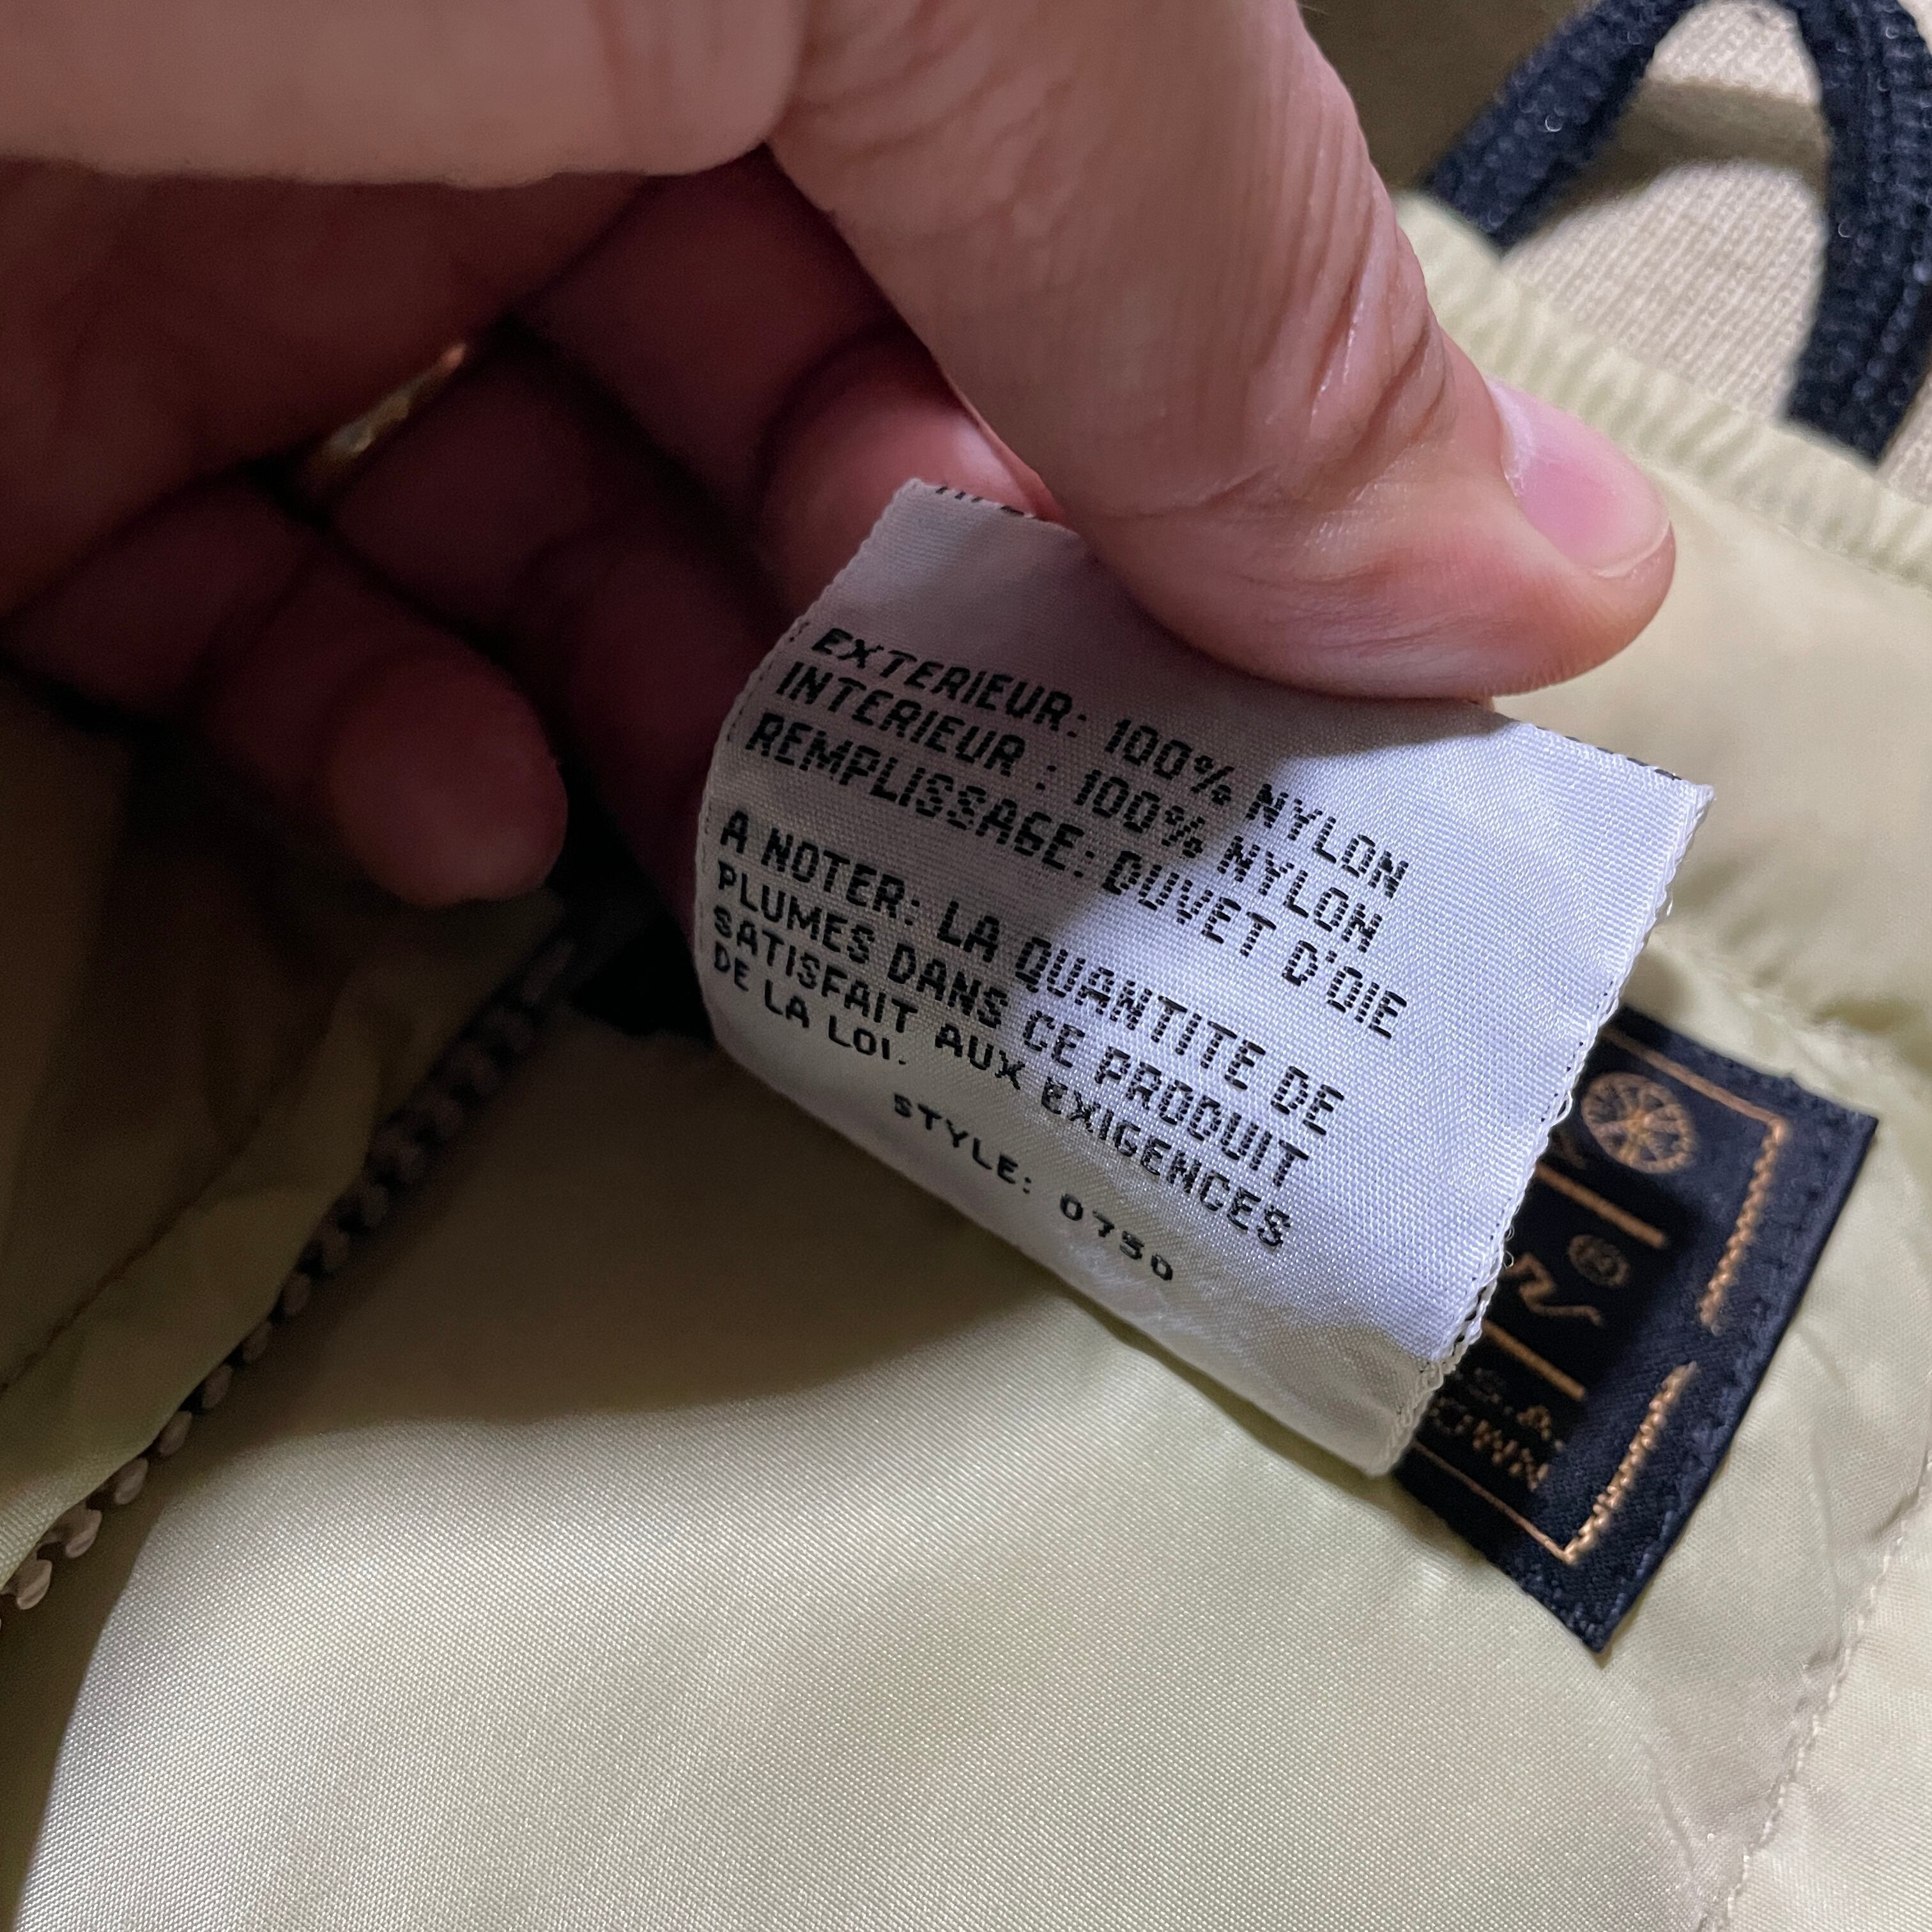 EXTERIEUR: 100% NYLON
INTERIEUR : 100% NYLON
REMPLISSAGE: DUVET D'OIE
A NOTER: LA QUANTITE DE
PLUMES DANS CE PRODUIT
SATISFAIT AUX EXIGENCES
DE LA LOI.
STYLE: 0750